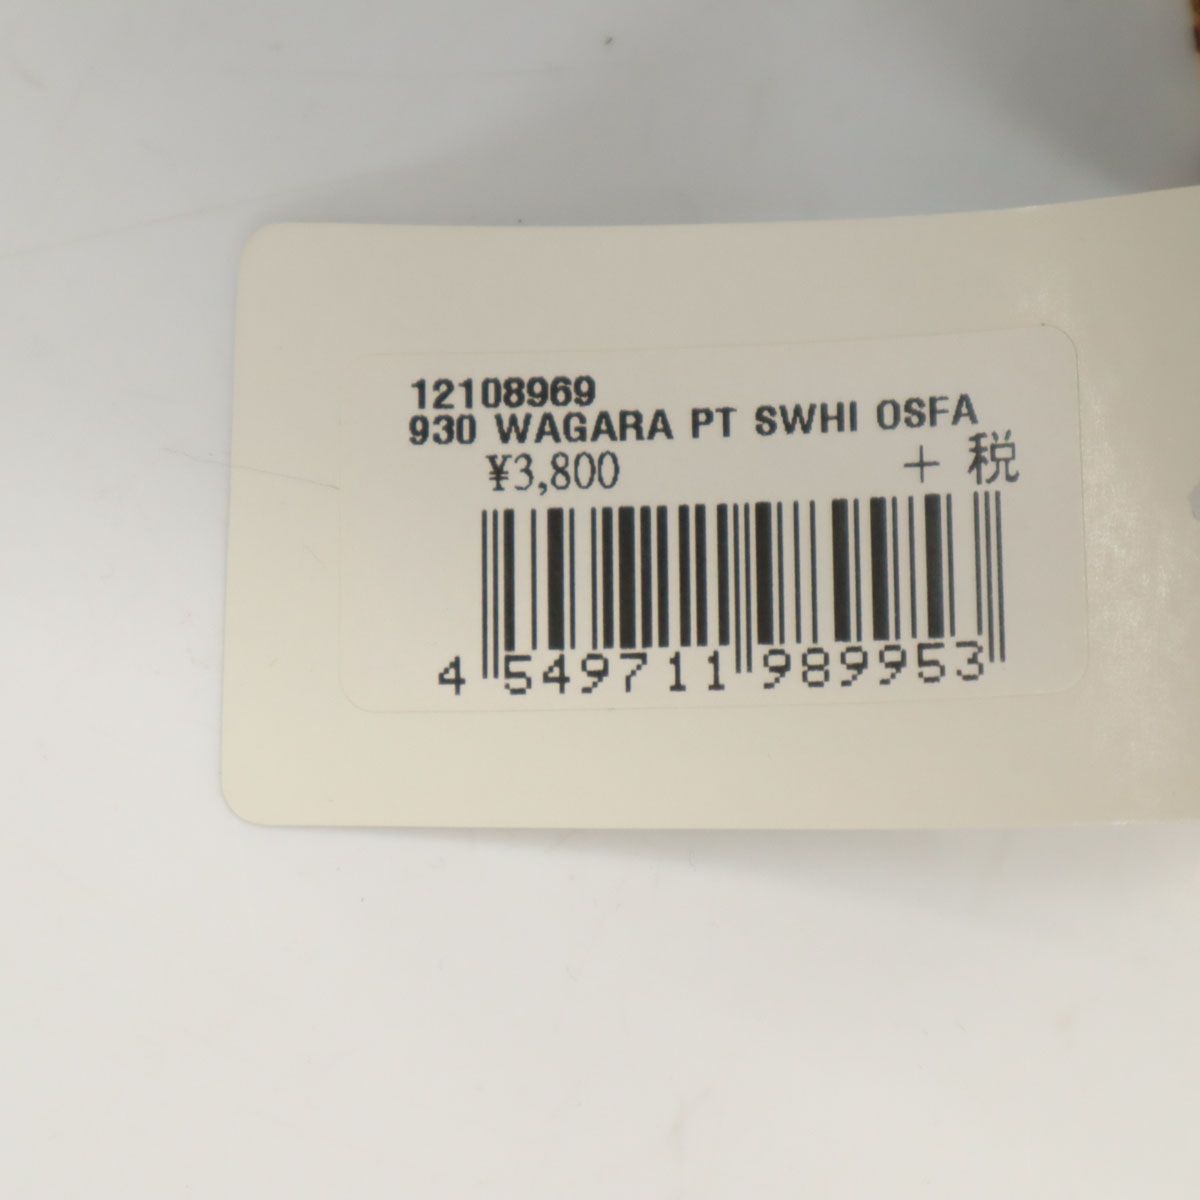 12108969
930 WAGARA PT SWHI OSFA
¥3,800 + 税
4 549711 989953